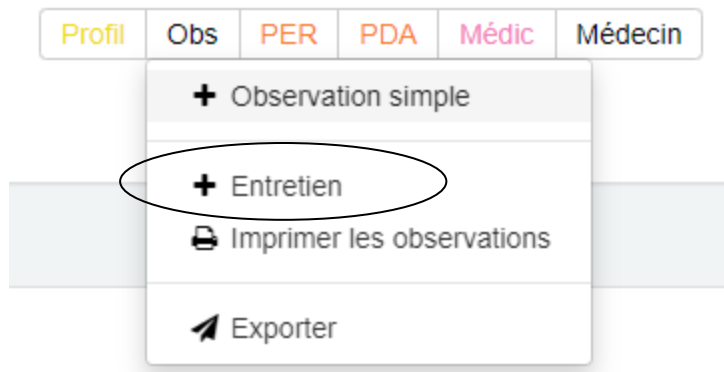 Profil Obs PER PDA Médic Médecin
Observation simple
Entretien
Imprimer les observations
Exporter